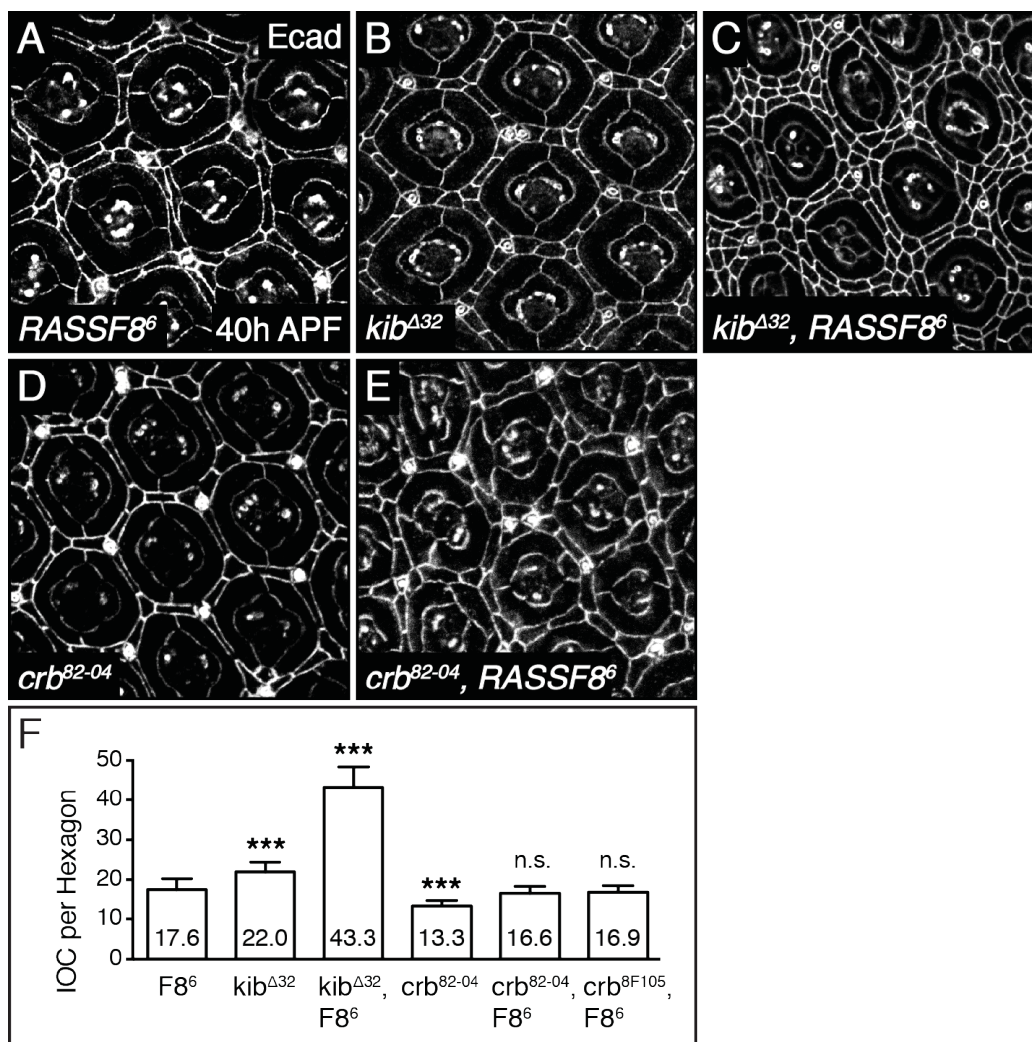 A
Ecad
RASSF8⁶
40h APF
B
kib^Δ32
C
kib^Δ32, RASSF8⁶
D
crb^82-04
E
crb^82-04, RASSF8⁶
F
IOC per Hexagon
50
40
30
20
10
0
***
***
***
n.s.
n.s.
17.6
22.0
43.3
13.3
16.6
16.9
F8⁶
kib^Δ32
kib^Δ32,
F8⁶
crb^82-04
crb^82-04,
F8⁶
crb^8F105,
F8⁶